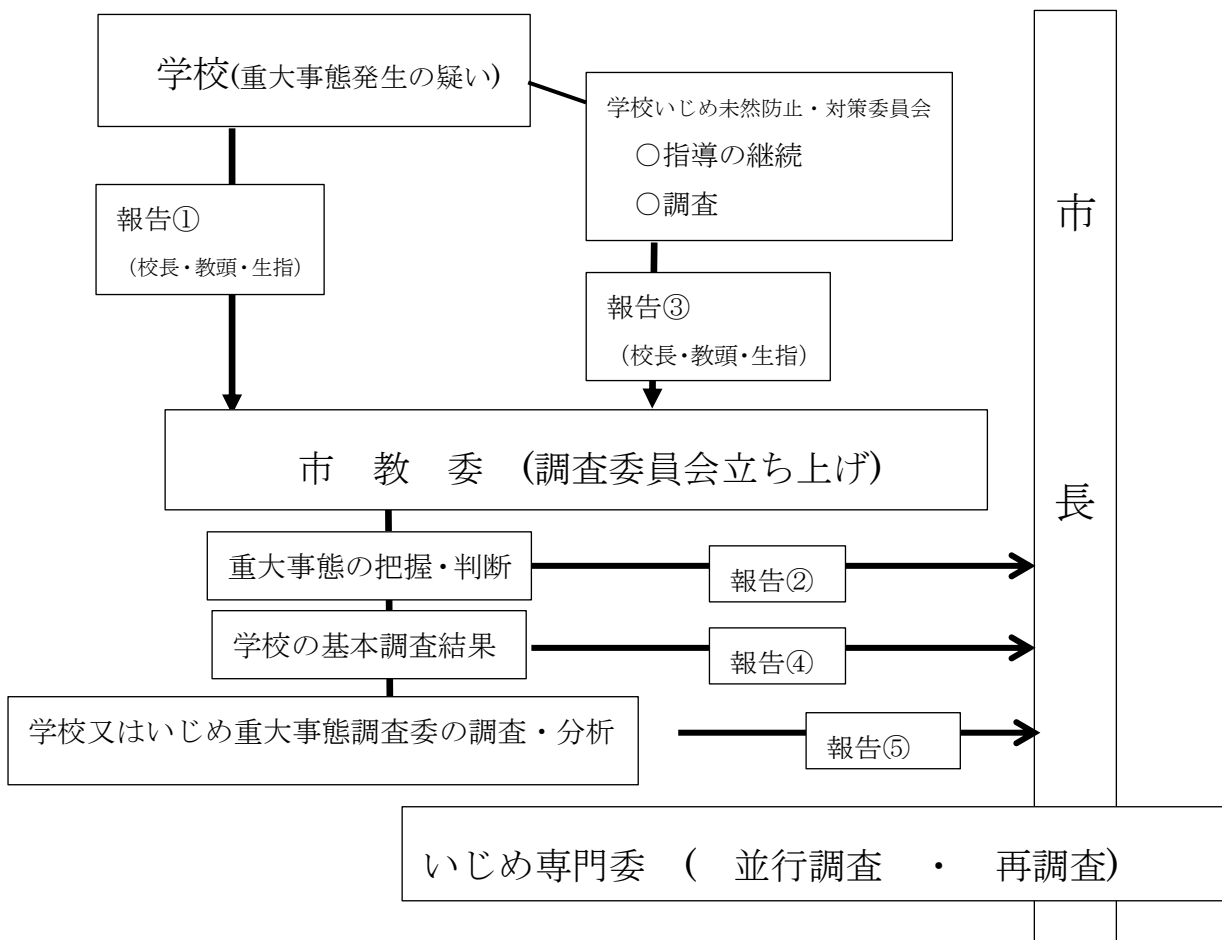 学校(重大事態発生の疑い)
学校いじめ未然防止・対策委員会
○指導の継続
○調査
報告①
(校長・教頭・生指)
報告③
(校長・教頭・生指)
市　教　委　(調査委員会立ち上げ)
重大事態の把握・判断
報告②
学校の基本調査結果
報告④
学校又はいじめ重大事態調査委の調査・分析
報告⑤
市
長
いじめ専門委　(　並行調査　・　再調査)